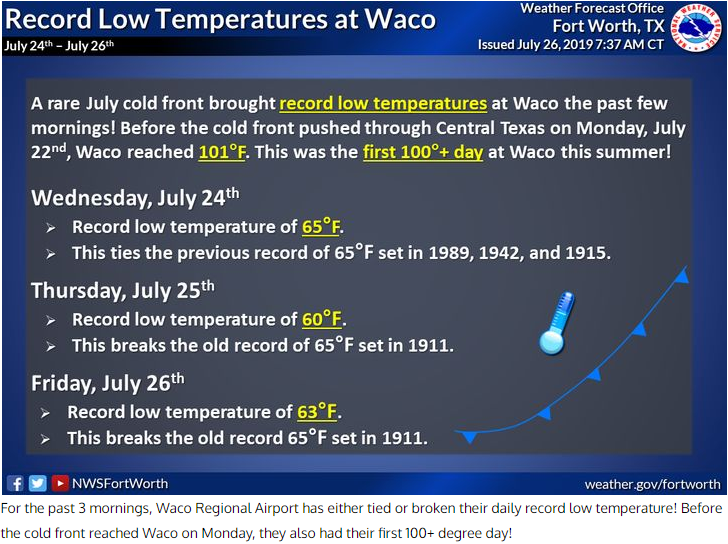 Record Low Temperatures at Waco
July 24th – July 26th
Weather Forecast Office
Fort Worth, TX
Issued July 26, 2019 7:37 AM CT
A rare July cold front brought record low temperatures at Waco the past few
mornings! Before the cold front pushed through Central Texas on Monday, July
22nd, Waco reached 101°F. This was the first 100°+ day at Waco this summer!
Wednesday, July 24th
➢ Record low temperature of 65°F.
➢ This ties the previous record of 65°F set in 1989, 1942, and 1915.
Thursday, July 25th
➢ Record low temperature of 60°F.
➢ This breaks the old record of 65°F set in 1911.
Friday, July 26th
➢ Record low temperature of 63°F.
➢ This breaks the old record 65°F set in 1911.
NWSFortWorth
weather.gov/fortworth
For the past 3 mornings, Waco Regional Airport has either tied or broken their daily record low temperature! Before
the cold front reached Waco on Monday, they also had their first 100+ degree day!